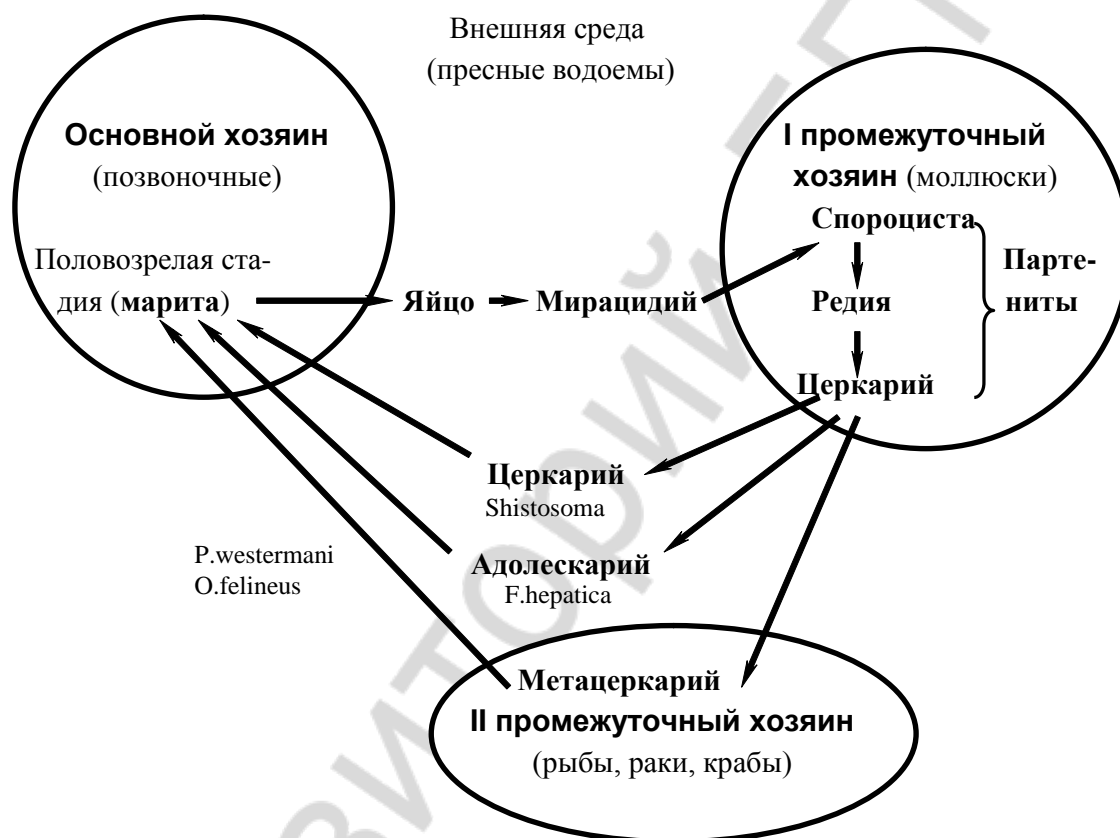 Внешняя среда
(пресные водоемы)
Основной хозяин
(позвоночные)
I промежуточный
хозяин (моллюски)
Спороциста
Половозрелая ста-
дия (марита)
Яйцо
Мирацидий
Редия
Парте-
ниты
Церкарий
Церкарий
Shistosoma
P.westermani
O.felineus
Адолескарий
F.hepatica
Метацеркарий
II промежуточный хозяин
(рыбы, раки, крабы)